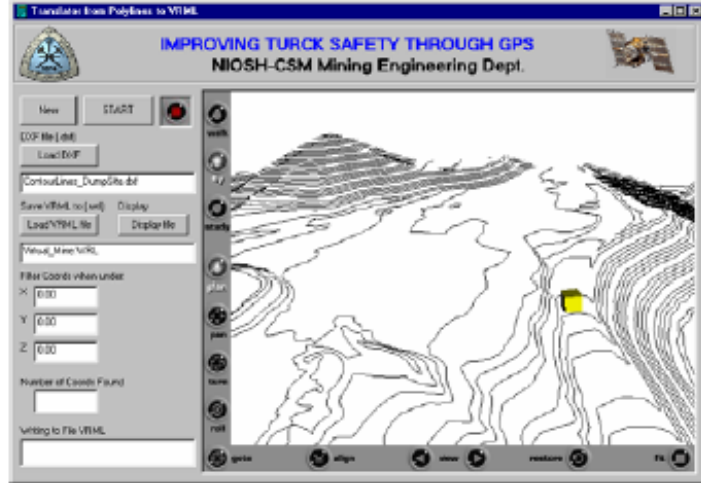 Translator from Polylines to VRML
IMPROVING TURCK SAFETY THROUGH GPS
NIOSH-CSM Mining Engineering Dept.
New START
DXF file (.dxf)
Load DXF
ContourLines_DumpSite.dxf
Save VRML to (.wrl) Display
Load VRML file Display file
Virtual_Mine.WRL
Filter Coords when under:
X 0.00
Y 0.00
Z 0.00
Number of Coords Found
Writing to File VRML
walk
fly
study
plan
pan
turn
roll
goto align view restore fit